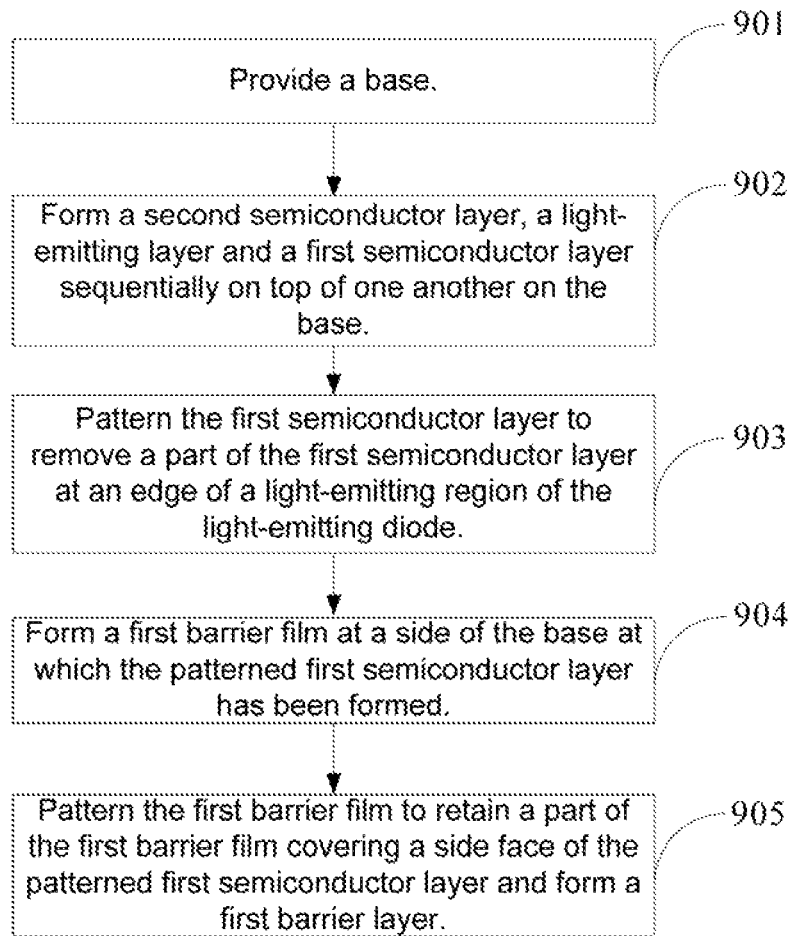 901
Provide a base.
902
Form a second semiconductor layer, a light-
emitting layer and a first semiconductor layer
sequentially on top of one another on the
base.
903
Pattern the first semiconductor layer to
remove a part of the first semiconductor layer
at an edge of a light-emitting region of the
light-emitting diode.
904
Form a first barrier film at a side of the base at
which the patterned first semiconductor layer
has been formed.
905
Pattern the first barrier film to retain a part of
the first barrier film covering a side face of the
patterned first semiconductor layer and form a
first barrier layer.